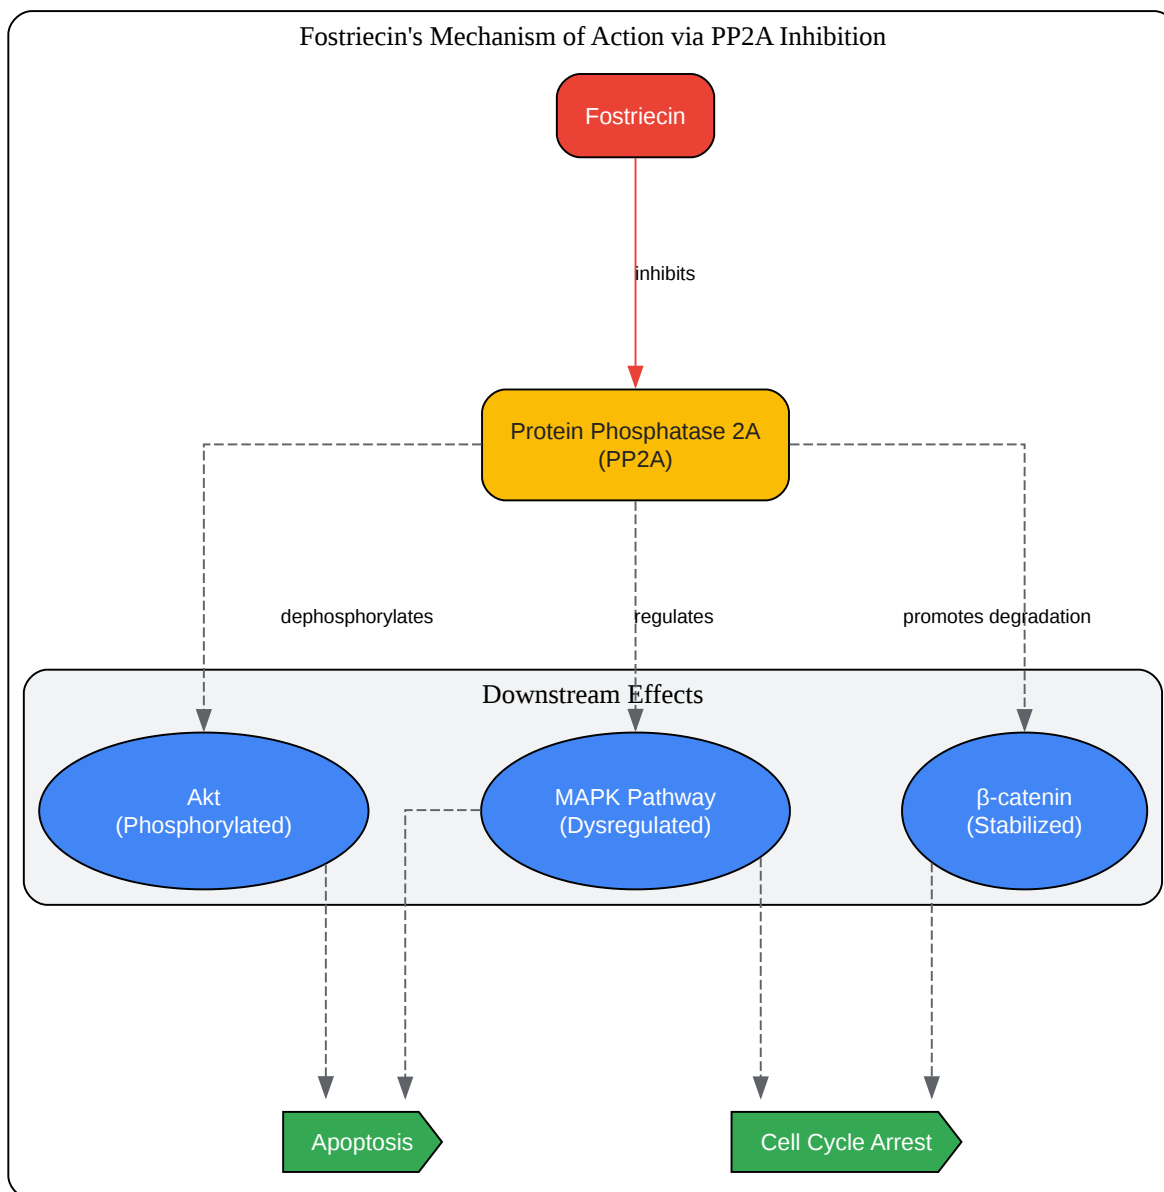 Fostriecin's Mechanism of Action via PP2A Inhibition
Fostriecin
inhibits
Protein Phosphatase 2A
(PP2A)
dephosphorylates
regulates
promotes degradation
Downstream Effects
Akt
(Phosphorylated)
MAPK Pathway
(Dysregulated)
β-catenin
(Stabilized)
Apoptosis
Cell Cycle Arrest